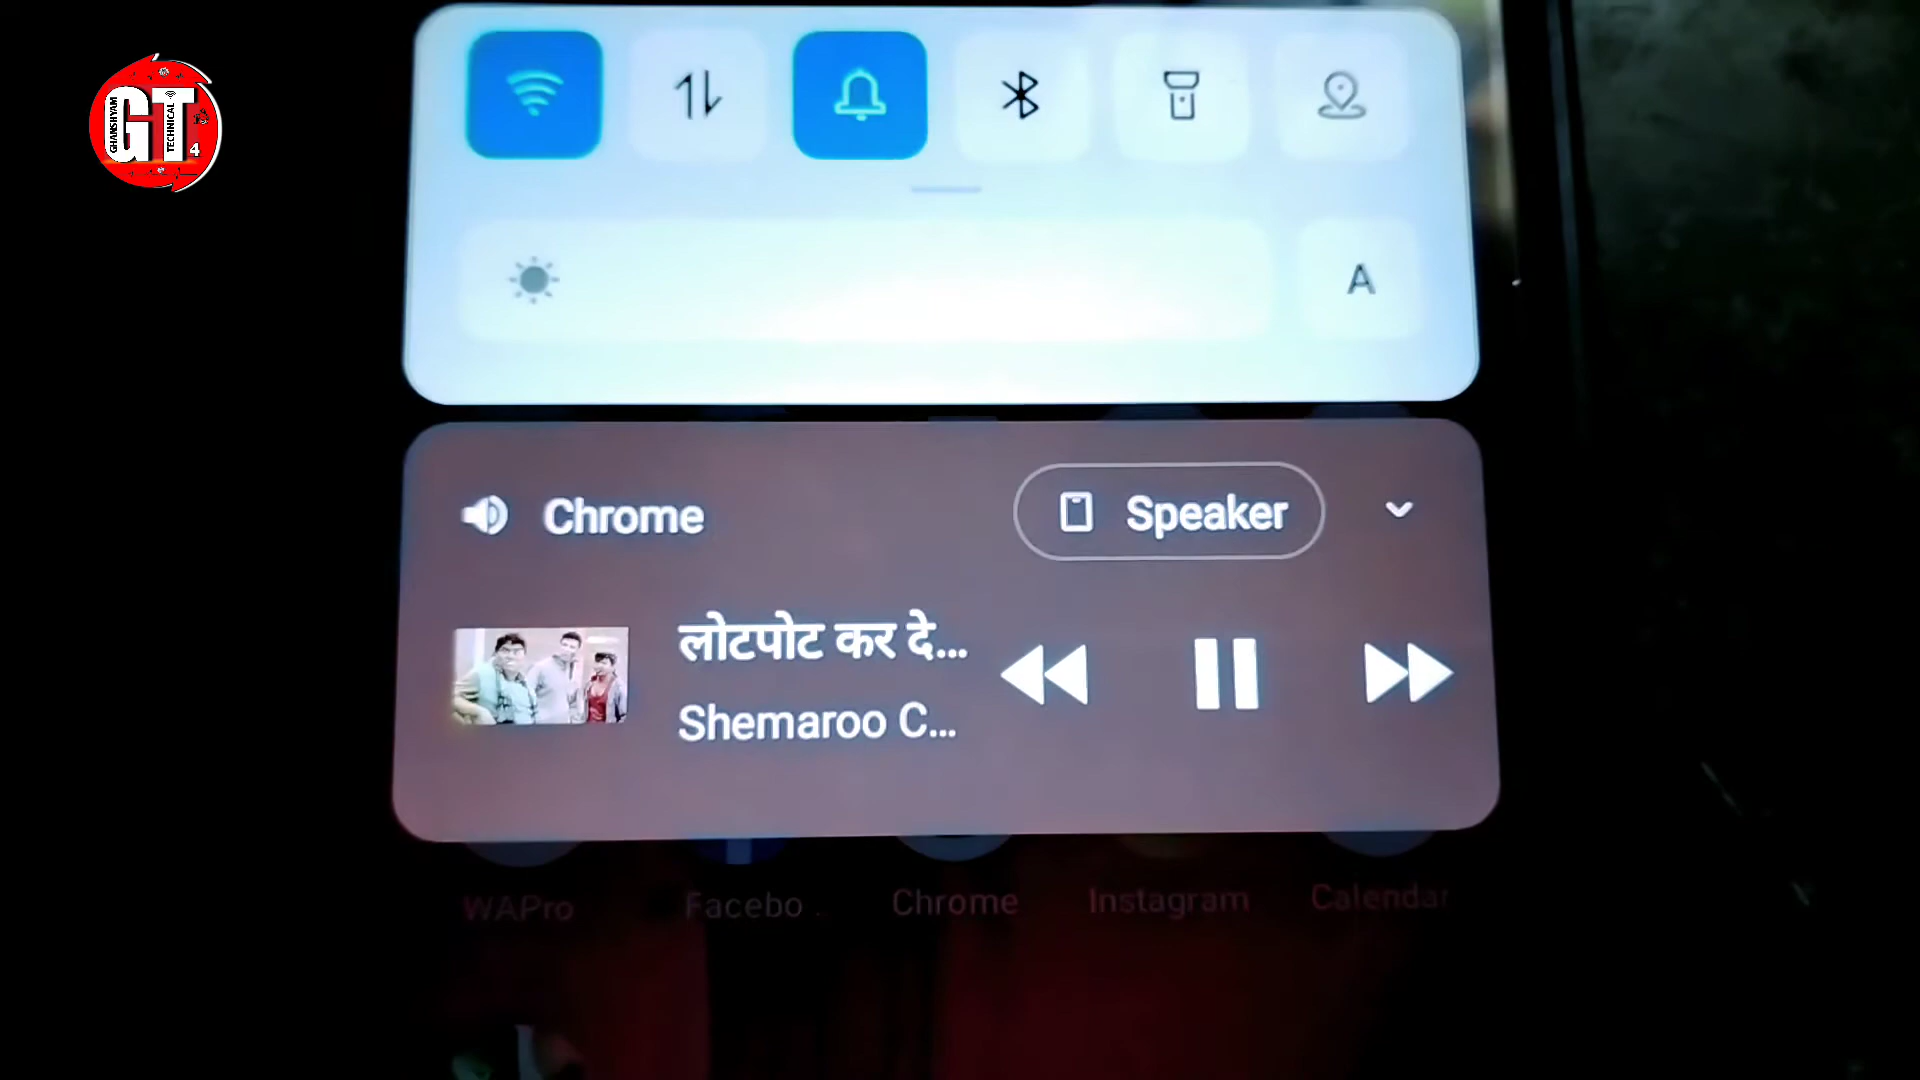 GT
GHANSHYAM
TECHNICAL
4
A
Chrome
Speaker
लोटपोट कर दे...
Shemaroo C...
WAPro
Facebo
Chrome
Instagram
Calendar